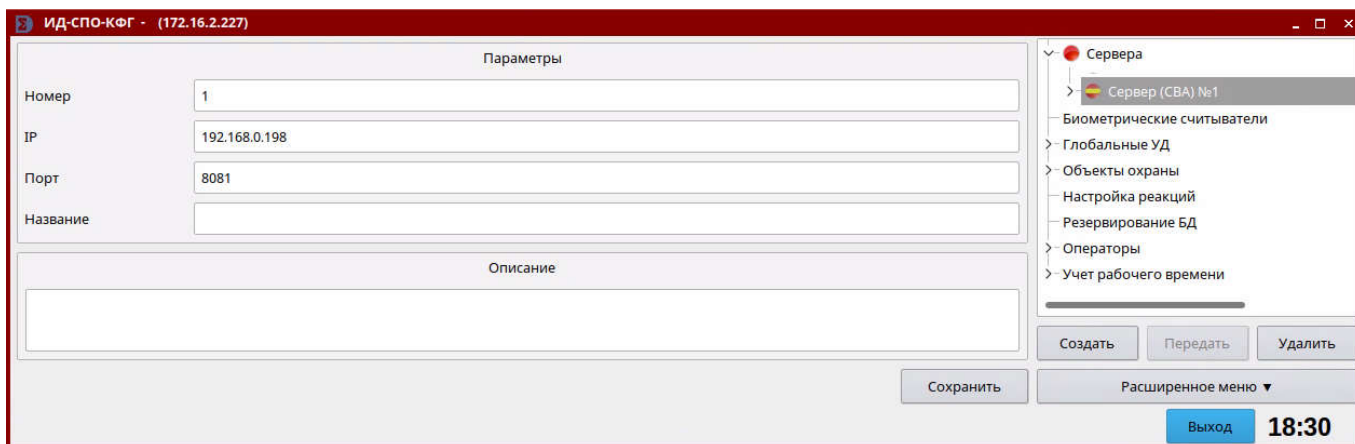 ИД-СПО-КФГ - (172.16.2.227)
Параметры
Номер 1
IP 192.168.0.198
Порт 8081
Название
Описание
Сохранить
Сервера
Сервер (СВА) №1
Биометрические считыватели
Глобальные УД
Объекты охраны
Настройка реакций
Резервирование БД
Операторы
Учет рабочего времени
Создать Передать Удалить
Расширенное меню ▼
Выход 18:30